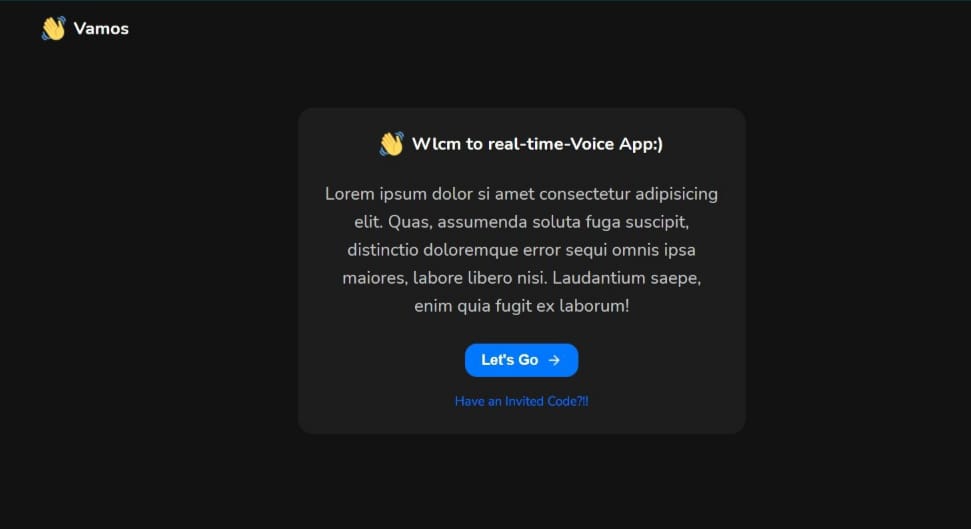 Vamos
Wlcm to real-time-Voice App:)
Lorem ipsum dolor si amet consectetur adipisicing
elit. Quas, assumenda soluta fuga suscipit,
distinctio doloremque error sequi omnis ipsa
maiores, labore libero nisi. Laudantium saepe,
enim quia fugit ex laborum!
Let's Go →
Have an Invited Code?!!